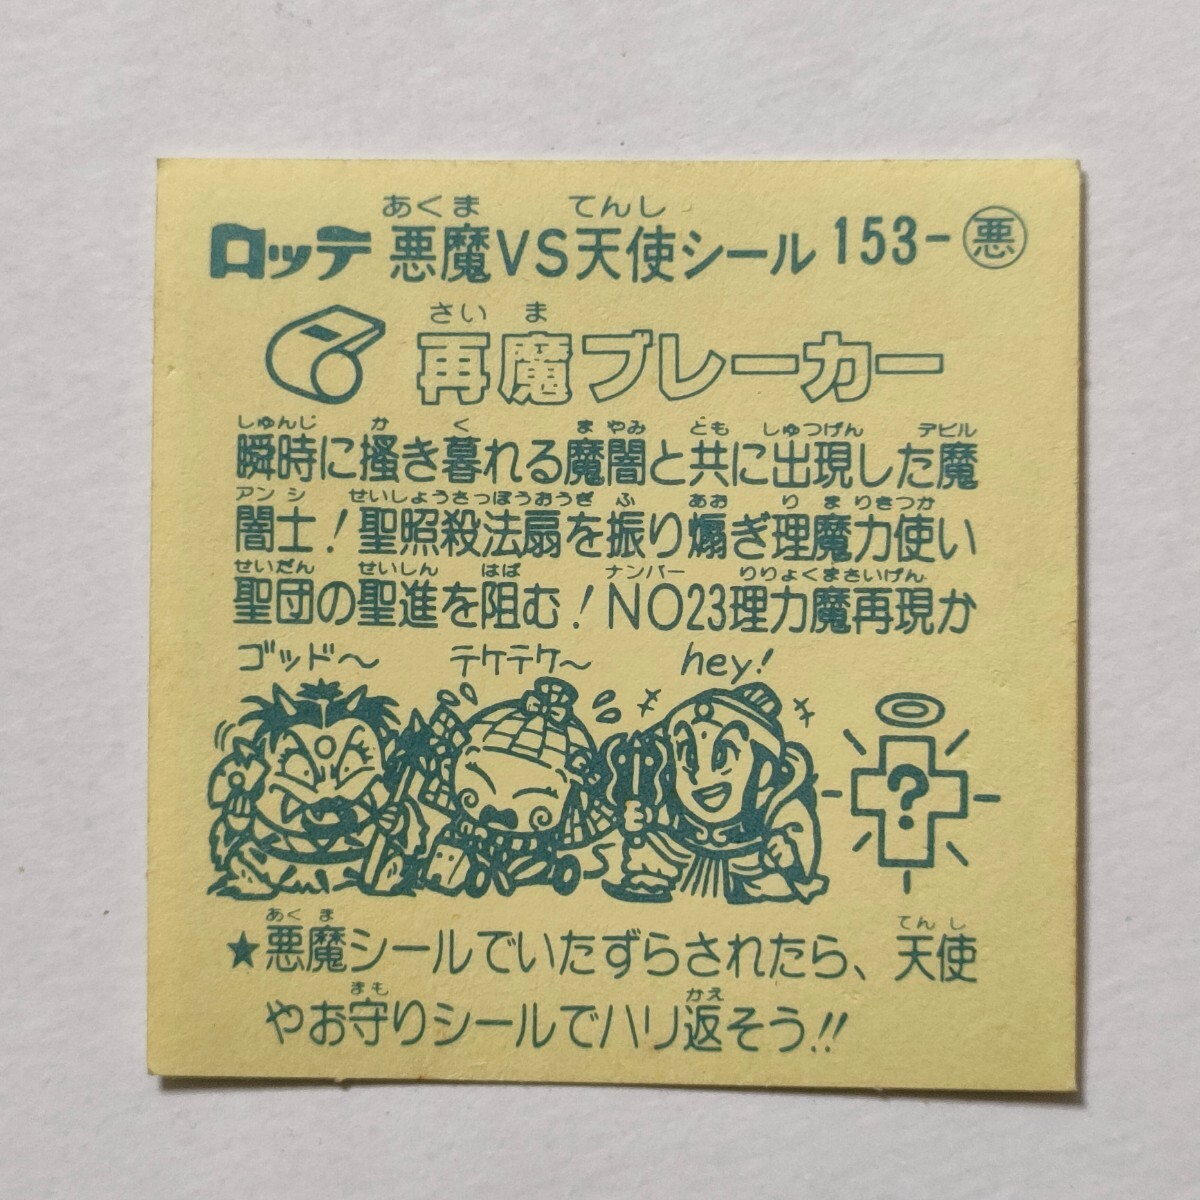 あくま てんし
ロッテ 悪魔VS天使シール 153-悪
さい ま
再魔ブレーカー
しゅんじ か く ま やみ とも しゅつげん デビル
瞬時に掻き暮れる魔闇と共に出現した魔
アン シ せいしょうさっぽうおうぎ ふ あお り ま りきつか
闇士!聖照殺法扇を振り煽ぎ理魔力使い
せいだん せいしん はば ナンバー りりょくまさいげん
聖団の聖進を阻む!NO23理力魔再現か
ゴッド〜 テケテケ〜 hey!
?
あく ま てん し
★悪魔シールでいたずらされたら、天使
まも かえ
やお守りシールでハリ返そう!!